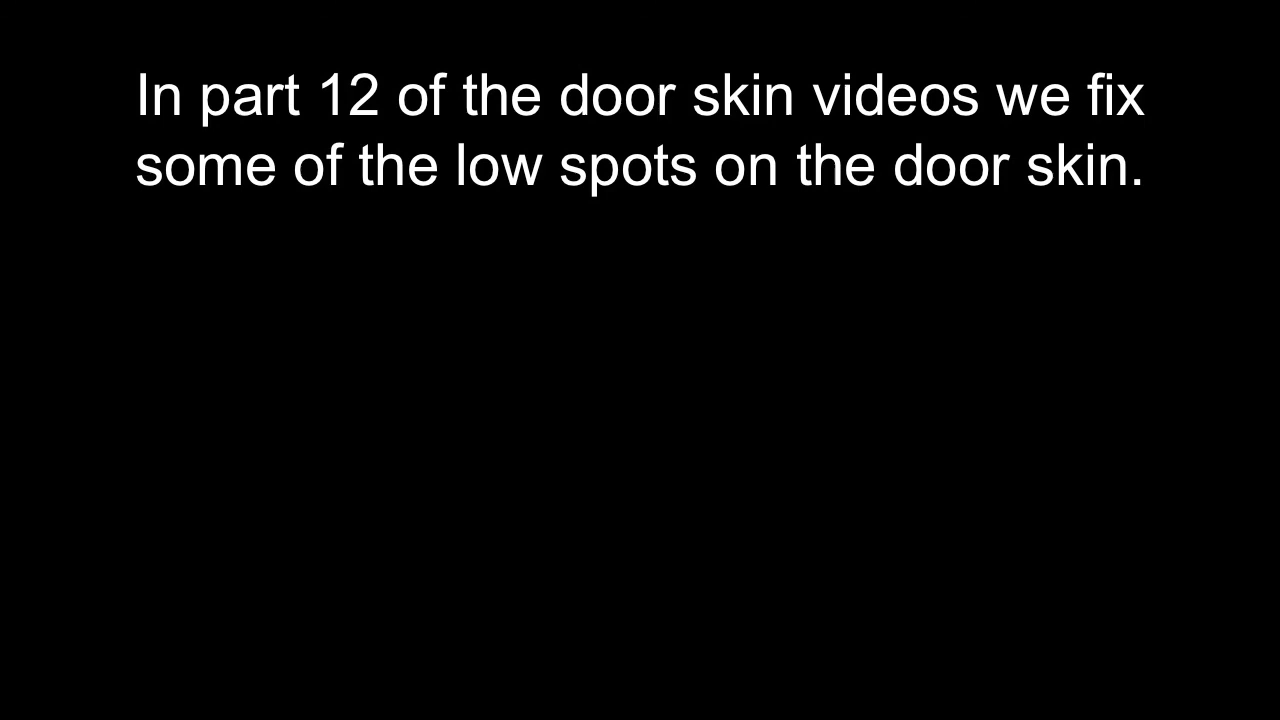 In part 12 of the door skin videos we fix
some of the low spots on the door skin.